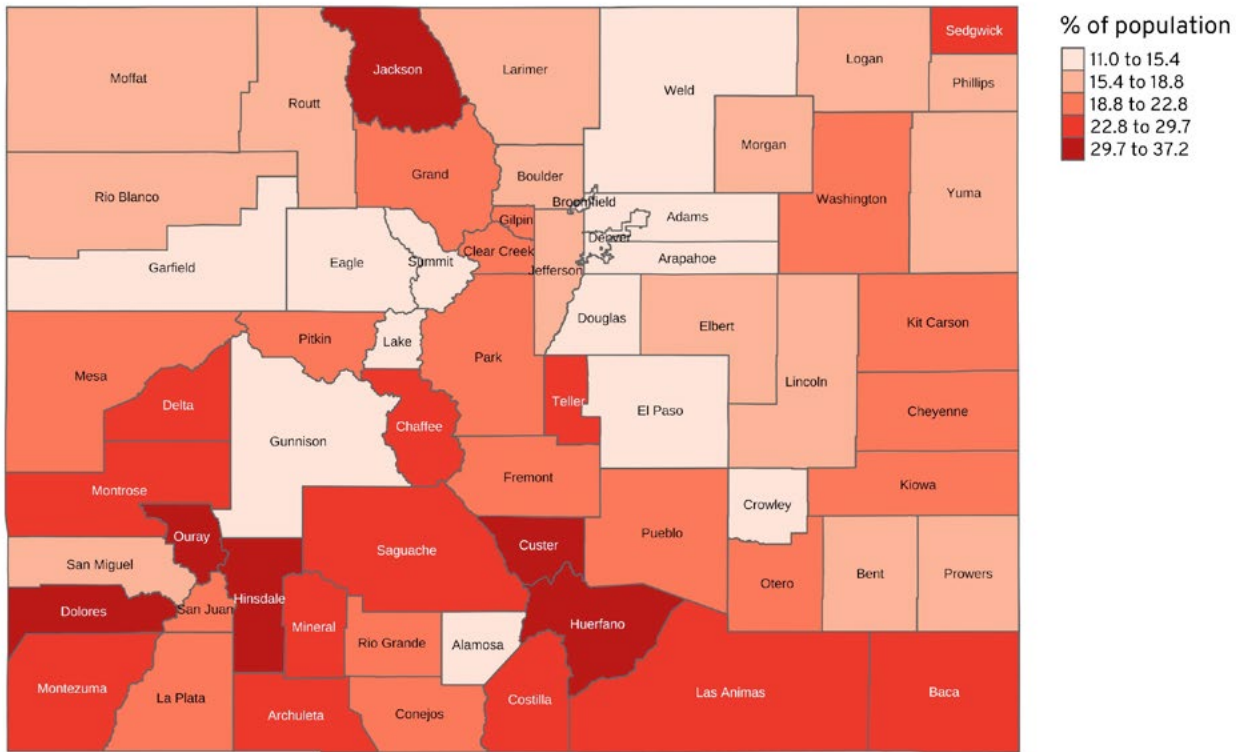 % of population
11.0 to 15.4
15.4 to 18.8
18.8 to 22.8
22.8 to 29.7
29.7 to 37.2
Sedgwick
Jackson
Larimer
Logan
Moffat
Phillips
Weld
Routt
Morgan
Grand
Boulder
Rio Blanco
Yuma
Washington
Broomfield
Adams
Gilpin
Denver
Clear Creek
Arapahoe
Garfield
Eagle
Summit
Jefferson
Douglas
Elbert
Kit Carson
Pitkin
Lake
Park
Mesa
Lincoln
Delta
Teller
El Paso
Cheyenne
Chaffee
Gunnison
Fremont
Kiowa
Montrose
Crowley
Pueblo
Ouray
Custer
Saguache
San Miguel
Bent
Prowers
Otero
Hinsdale
Dolores
San Juan
Huerfano
Mineral
Rio Grande
Alamosa
Montezuma
La Plata
Las Animas
Baca
Costilla
Archuleta
Conejos